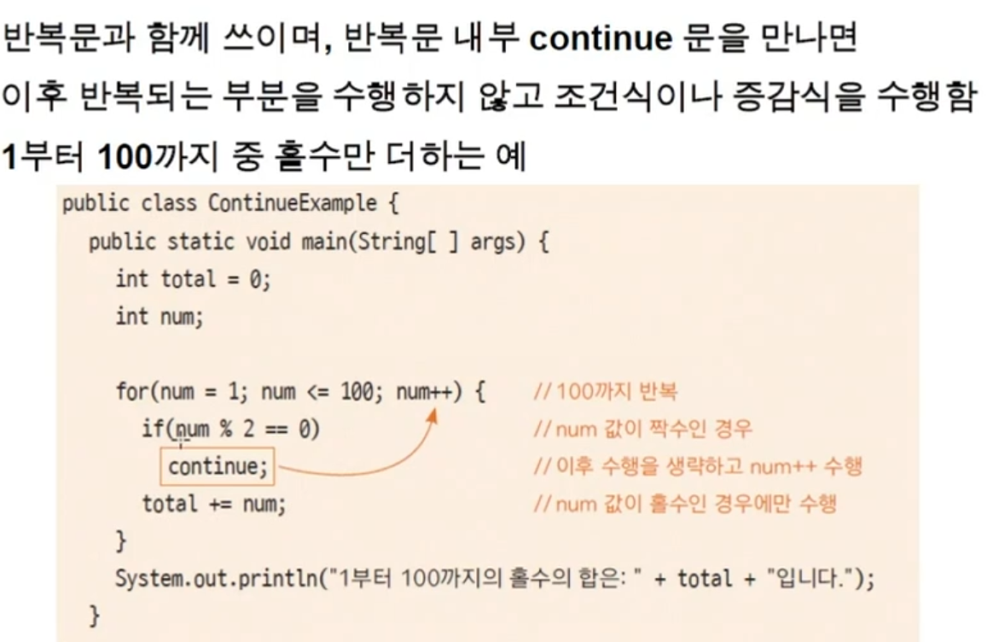 반복문과 함께 쓰이며, 반복문 내부 continue 문을 만나면
이후 반복되는 부분을 수행하지 않고 조건식이나 증감식을 수행함
1부터 100까지 중 홀수만 더하는 예
public class ContinueExample {
public static void main(String[ ] args) {
int total = 0;
int num;
for(num = 1; num <= 100; num++) { //100까지 반복
if(num % 2 == 0) //num 값이 짝수인 경우
continue; //이후 수행을 생략하고 num++ 수행
total += num; //num 값이 홀수인 경우에만 수행
}
System.out.println("1부터 100까지의 홀수의 합은: " + total + "입니다.");
}